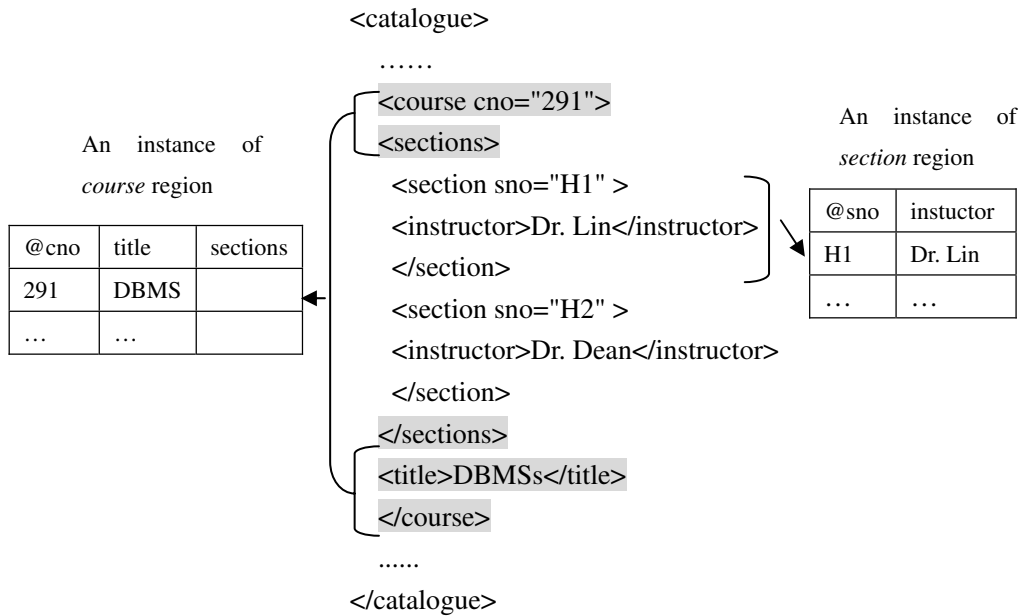 <catalogue>
……
<course cno="291">
<sections>
<section sno="H1" >
<instructor>Dr. Lin</instructor>
</section>
<section sno="H2" >
<instructor>Dr. Dean</instructor>
</section>
</sections>
<title>DBMSs</title>
</course>
......
</catalogue>
An instance of
course region
@cno title sections
291 DBMS
… …
An instance of
section region
@sno instuctor
H1 Dr. Lin
… …